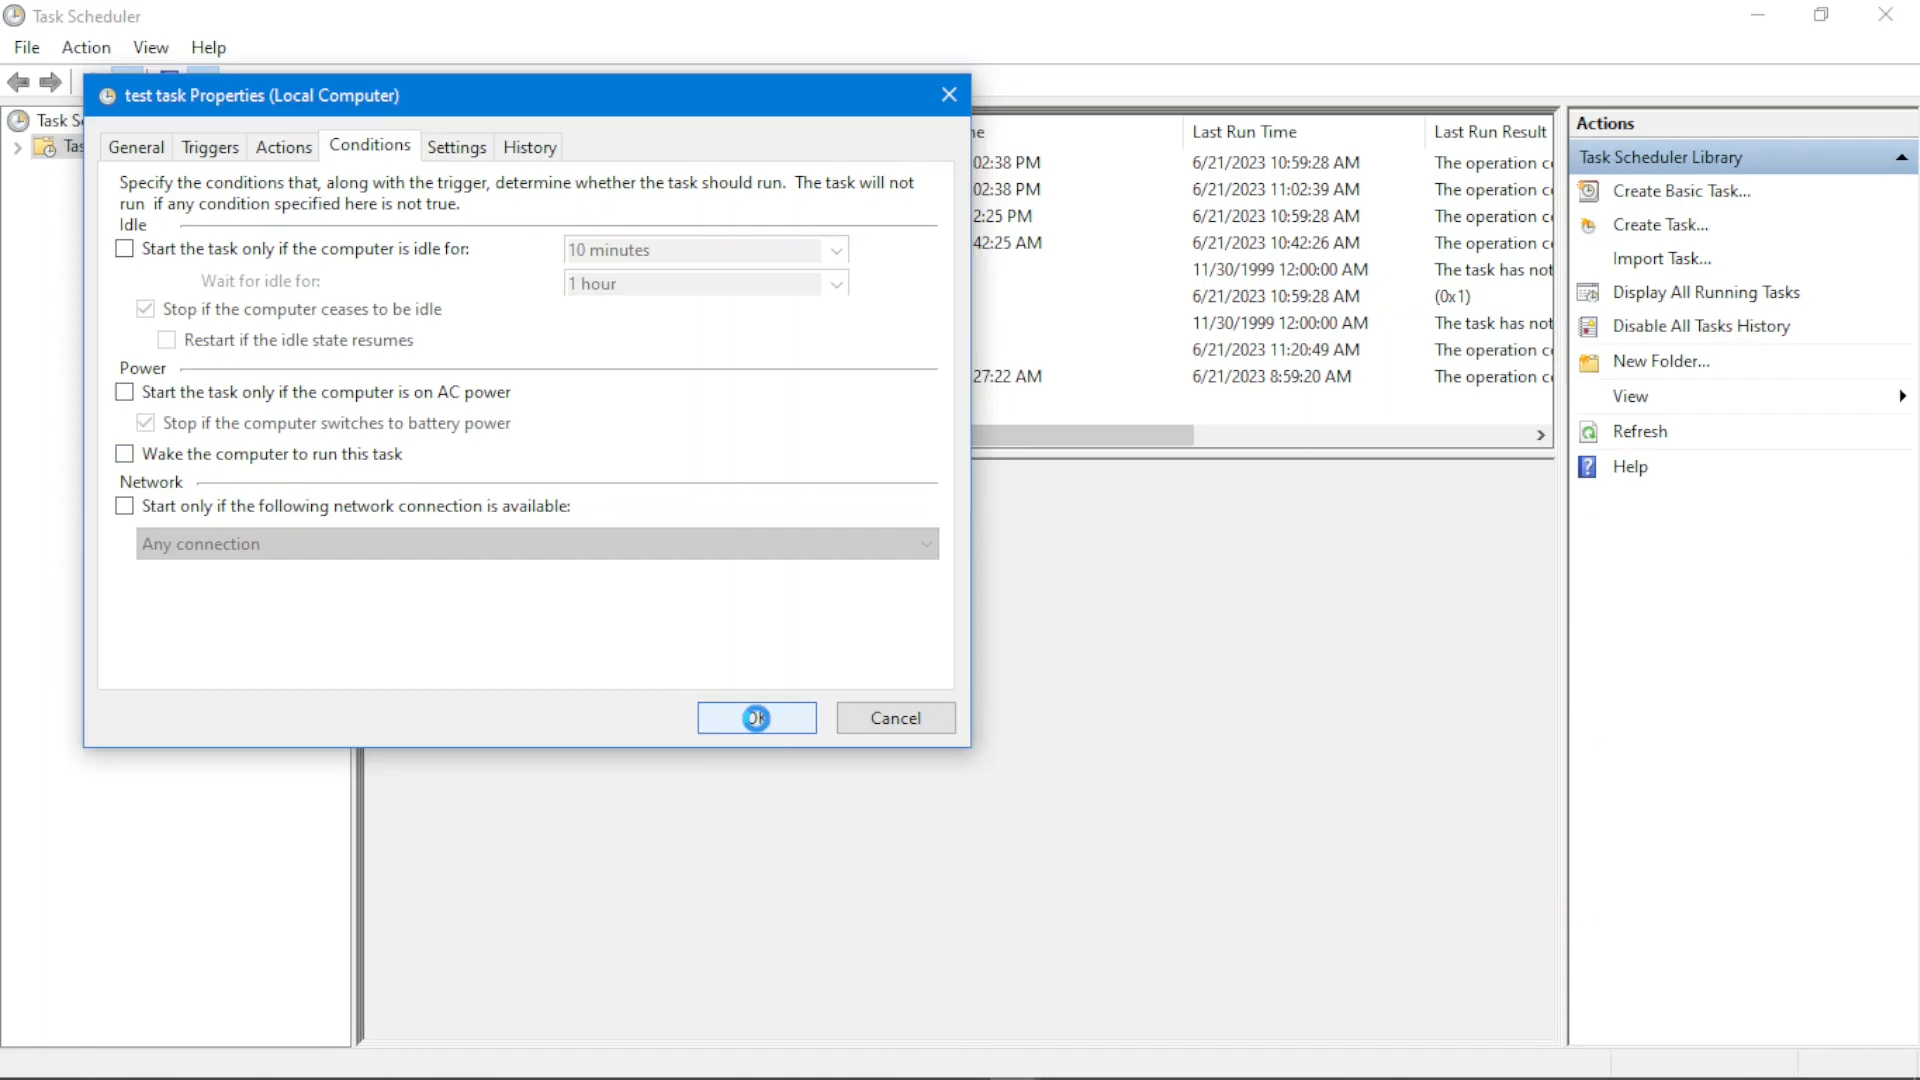 Task Scheduler
File Action View Help
test task Properties (Local Computer)
General Triggers Actions Conditions Settings History
Specify the conditions that, along with the trigger, determine whether the task should run. The task will not
run if any condition specified here is not true.
Idle
Start the task only if the computer is idle for: 10 minutes
Wait for idle for: 1 hour
Stop if the computer ceases to be idle
Restart if the idle state resumes
Power
Start the task only if the computer is on AC power
Stop if the computer switches to battery power
Wake the computer to run this task
Network
Start only if the following network connection is available:
Any connection
OK Cancel
Task S
Tas
Last Run Time Last Run Result
02:38 PM 6/21/2023 10:59:28 AM The operation c
02:38 PM 6/21/2023 11:02:39 AM The operation c
2:25 PM 6/21/2023 10:59:28 AM The operation c
42:25 AM 6/21/2023 10:42:26 AM The operation c
11/30/1999 12:00:00 AM The task has not
6/21/2023 10:59:28 AM (0x1)
11/30/1999 12:00:00 AM The task has not
6/21/2023 11:20:49 AM The operation c
27:22 AM 6/21/2023 8:59:20 AM The operation c
Actions
Task Scheduler Library
Create Basic Task...
Create Task...
Import Task...
Display All Running Tasks
Disable All Tasks History
New Folder...
View
Refresh
Help